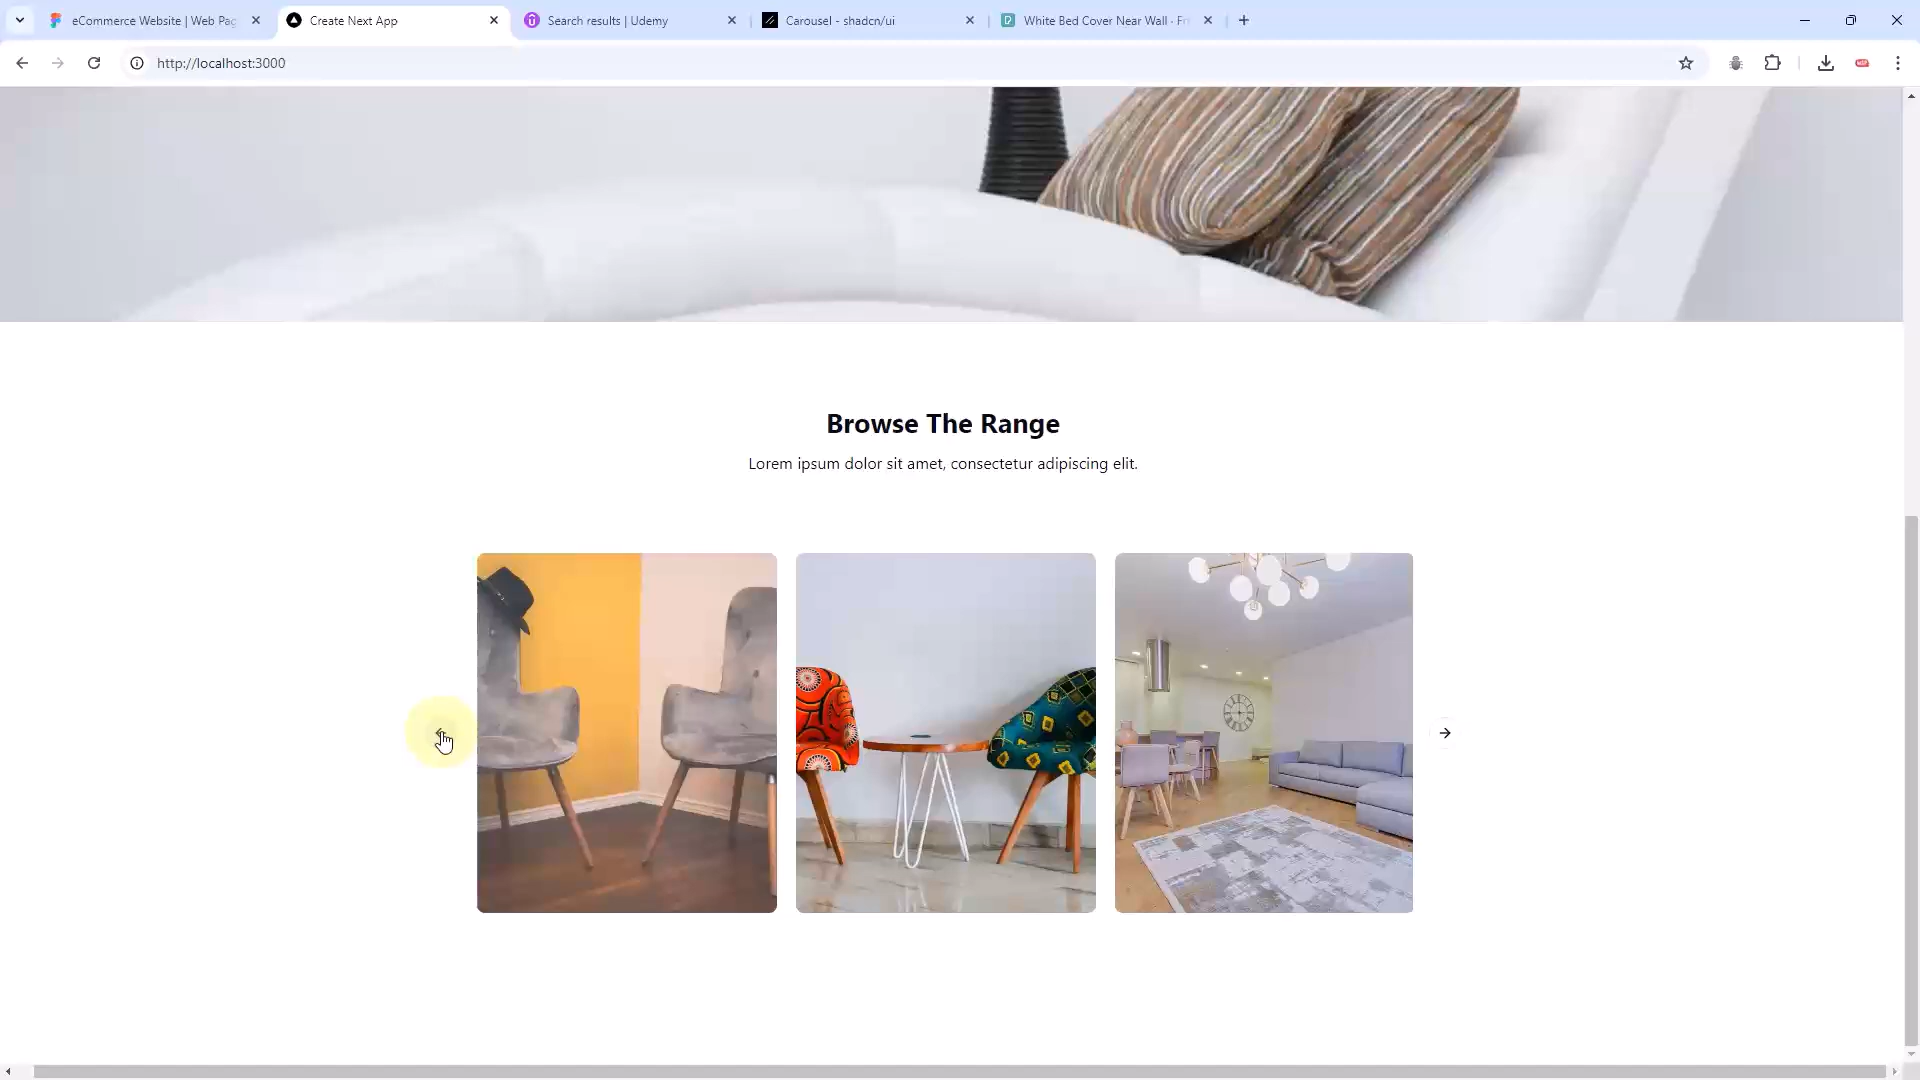 eCommerce Website | Web Pag
Create Next App
Search results | Udemy
Carousel - shadcn/ui
White Bed Cover Near Wall · Fr
http://localhost:3000
Browse The Range
Lorem ipsum dolor sit amet, consectetur adipiscing elit.